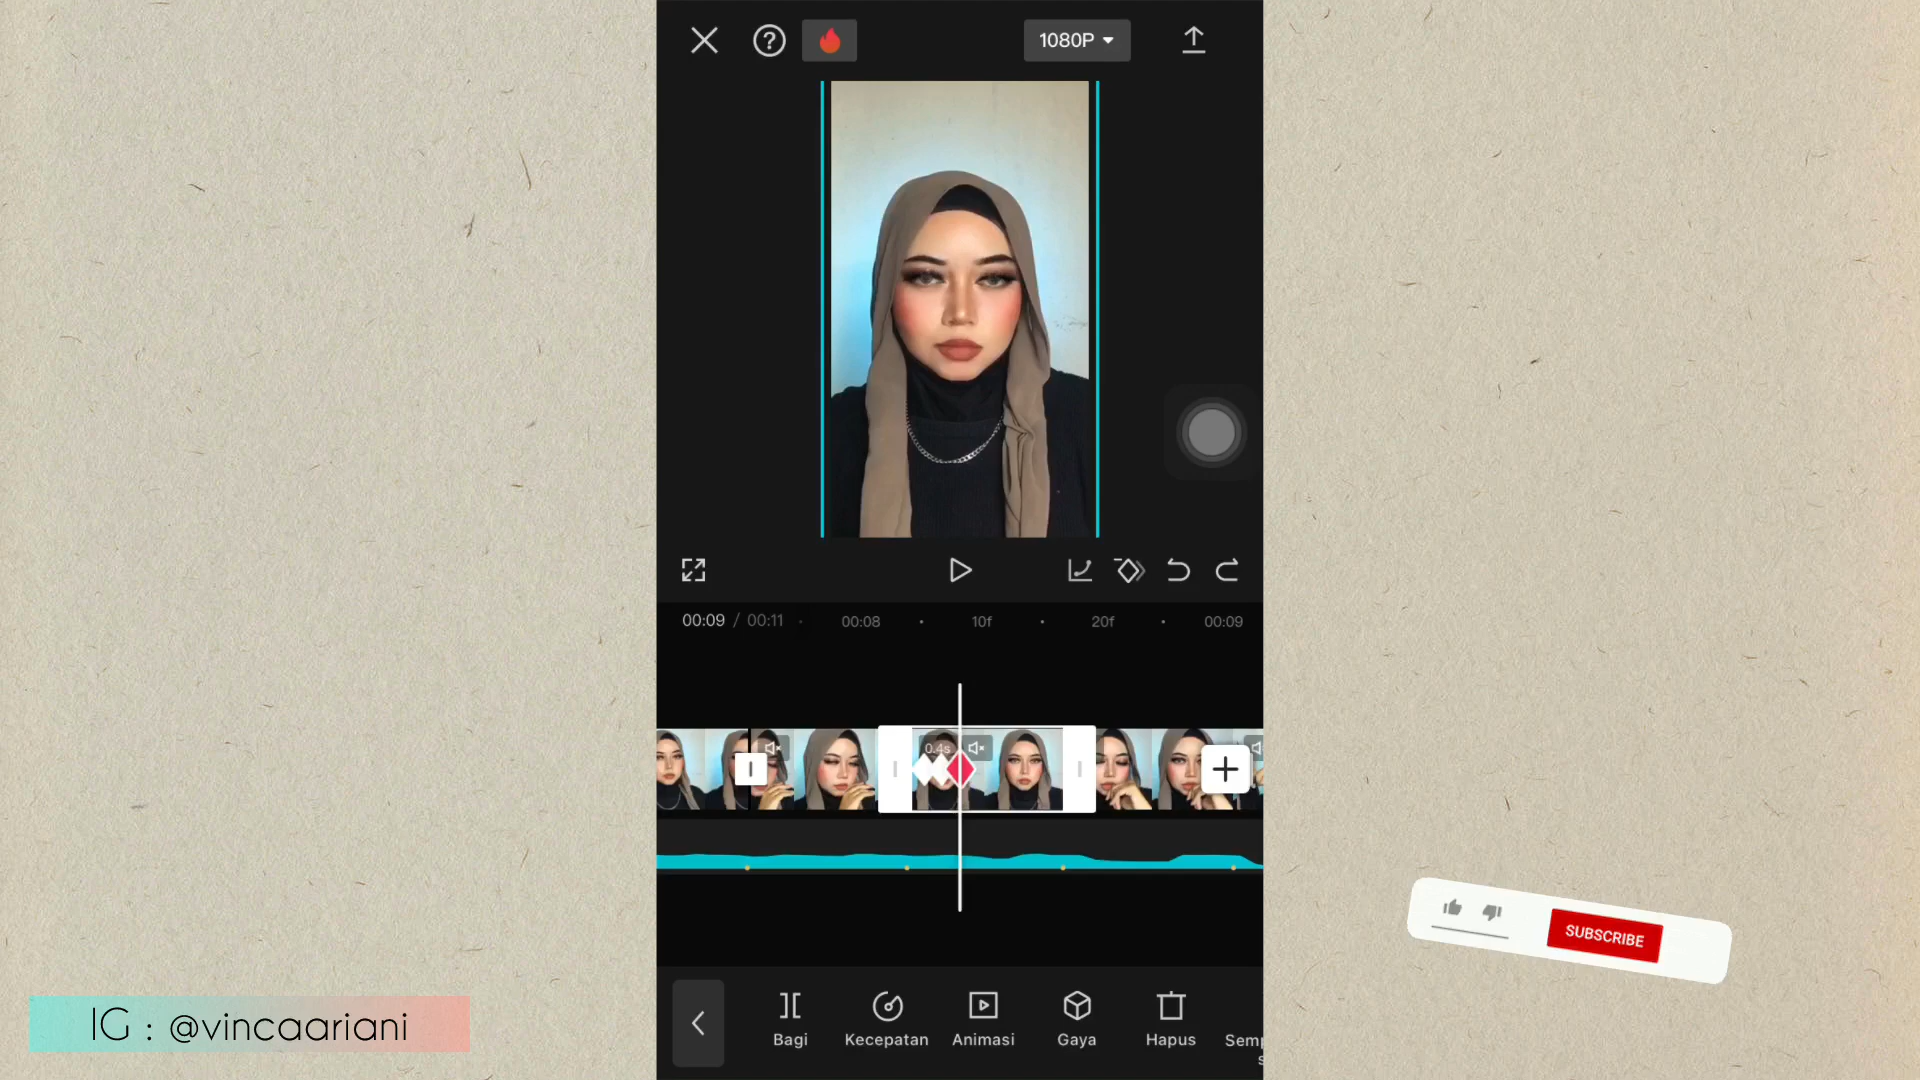 1080P
00:09 / 00:11
00:08
10f
20f
00:09
0.4s
Bagi
Kecepatan
Animasi
Gaya
Hapus
Semp
SUBSCRIBE
IG : @vincaariani